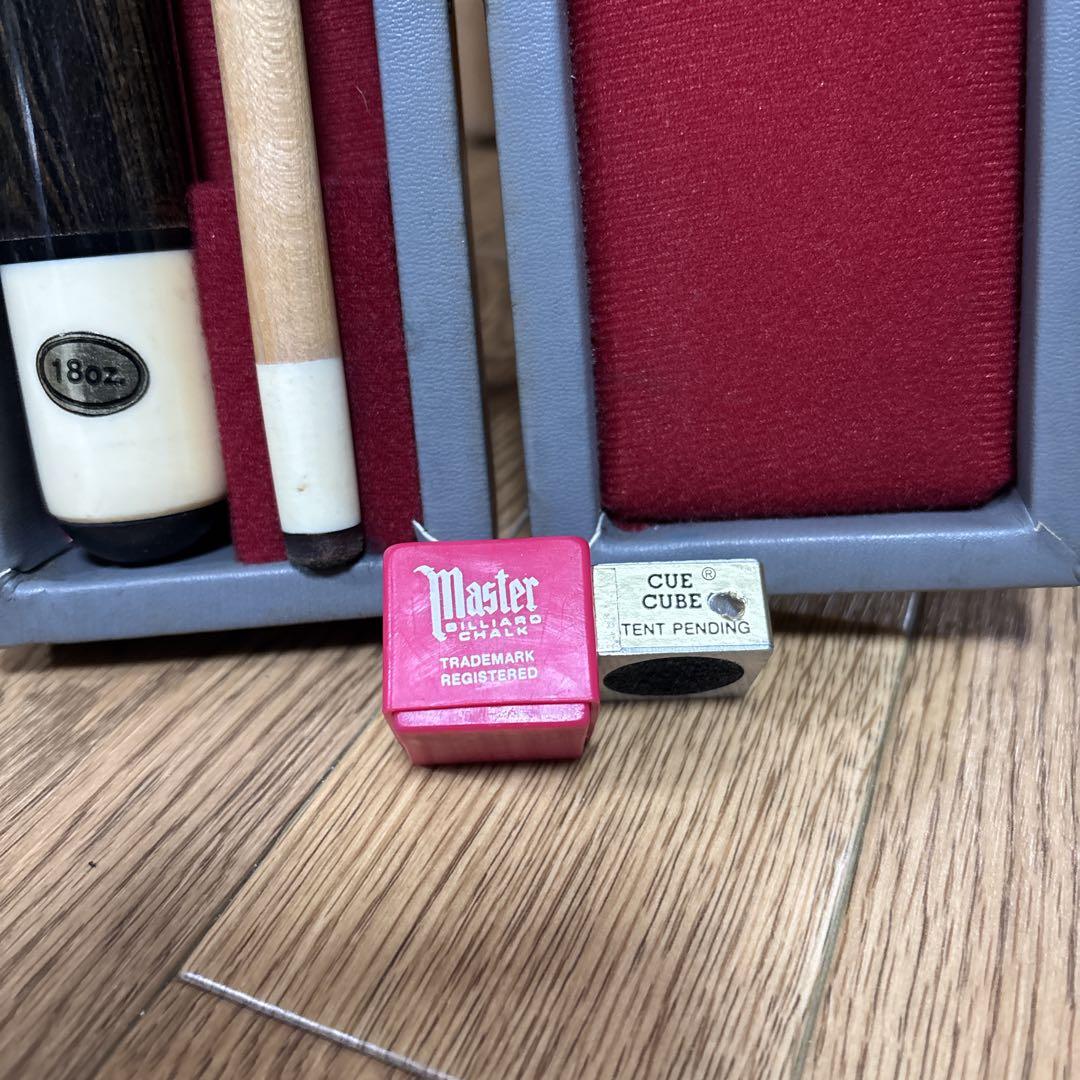 18oz.
Master
BILLIARD
CHALK
TRADEMARK
REGISTERED
CUE ®
CUBE
TENT PENDING